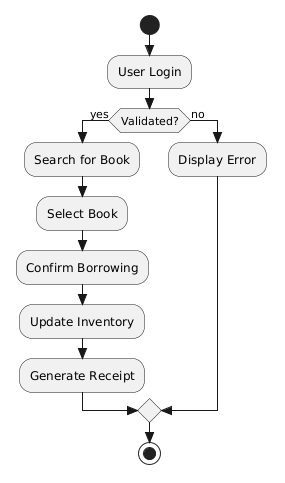 User Login
Validated?
yes
no
Search for Book
Display Error
Select Book
Confirm Borrowing
Update Inventory
Generate Receipt